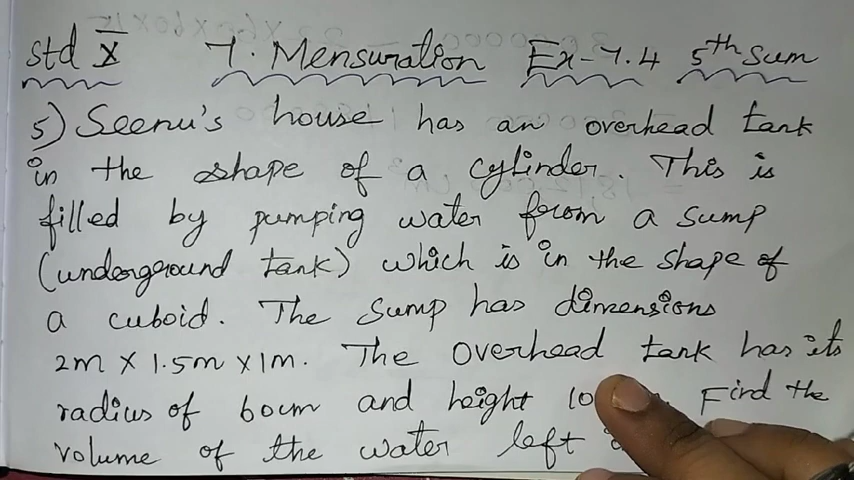 std X 7. Mensuration Ex-7.4 5th Sum
5) Seenu's house has an overhead tank
in the shape of a cylinder. This is
filled by pumping water from a sump
(underground tank) which is in the shape of
a cuboid. The sump has dimensions
2m X 1.5m X 1m. The overhead tank has its
radius of 60cm and height 10 Find the
volume of the water left